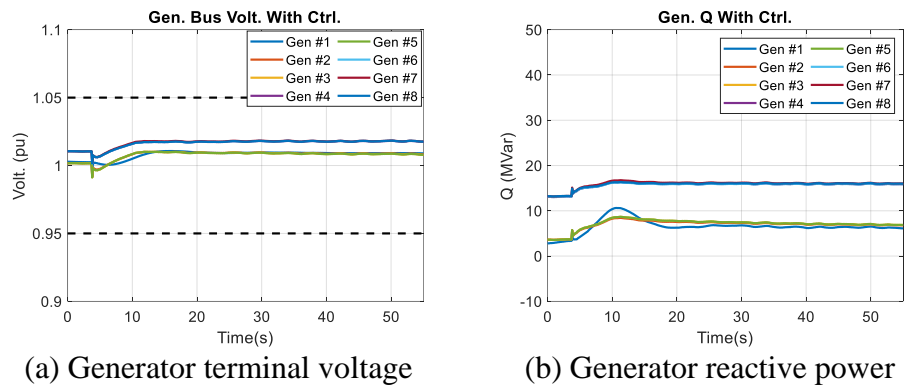 Gen. Bus Volt. With Ctrl.
1.1
1.05
1
0.95
0.9
Volt. (pu)
0 10 20 30 40 50
Time(s)
Gen #1 Gen #5
Gen #2 Gen #6
Gen #3 Gen #7
Gen #4 Gen #8
(a) Generator terminal voltage
Gen. Q With Ctrl.
50
40
30
20
10
0
-10
Q (MVar)
0 10 20 30 40 50
Time(s)
Gen #1 Gen #5
Gen #2 Gen #6
Gen #3 Gen #7
Gen #4 Gen #8
(b) Generator reactive power